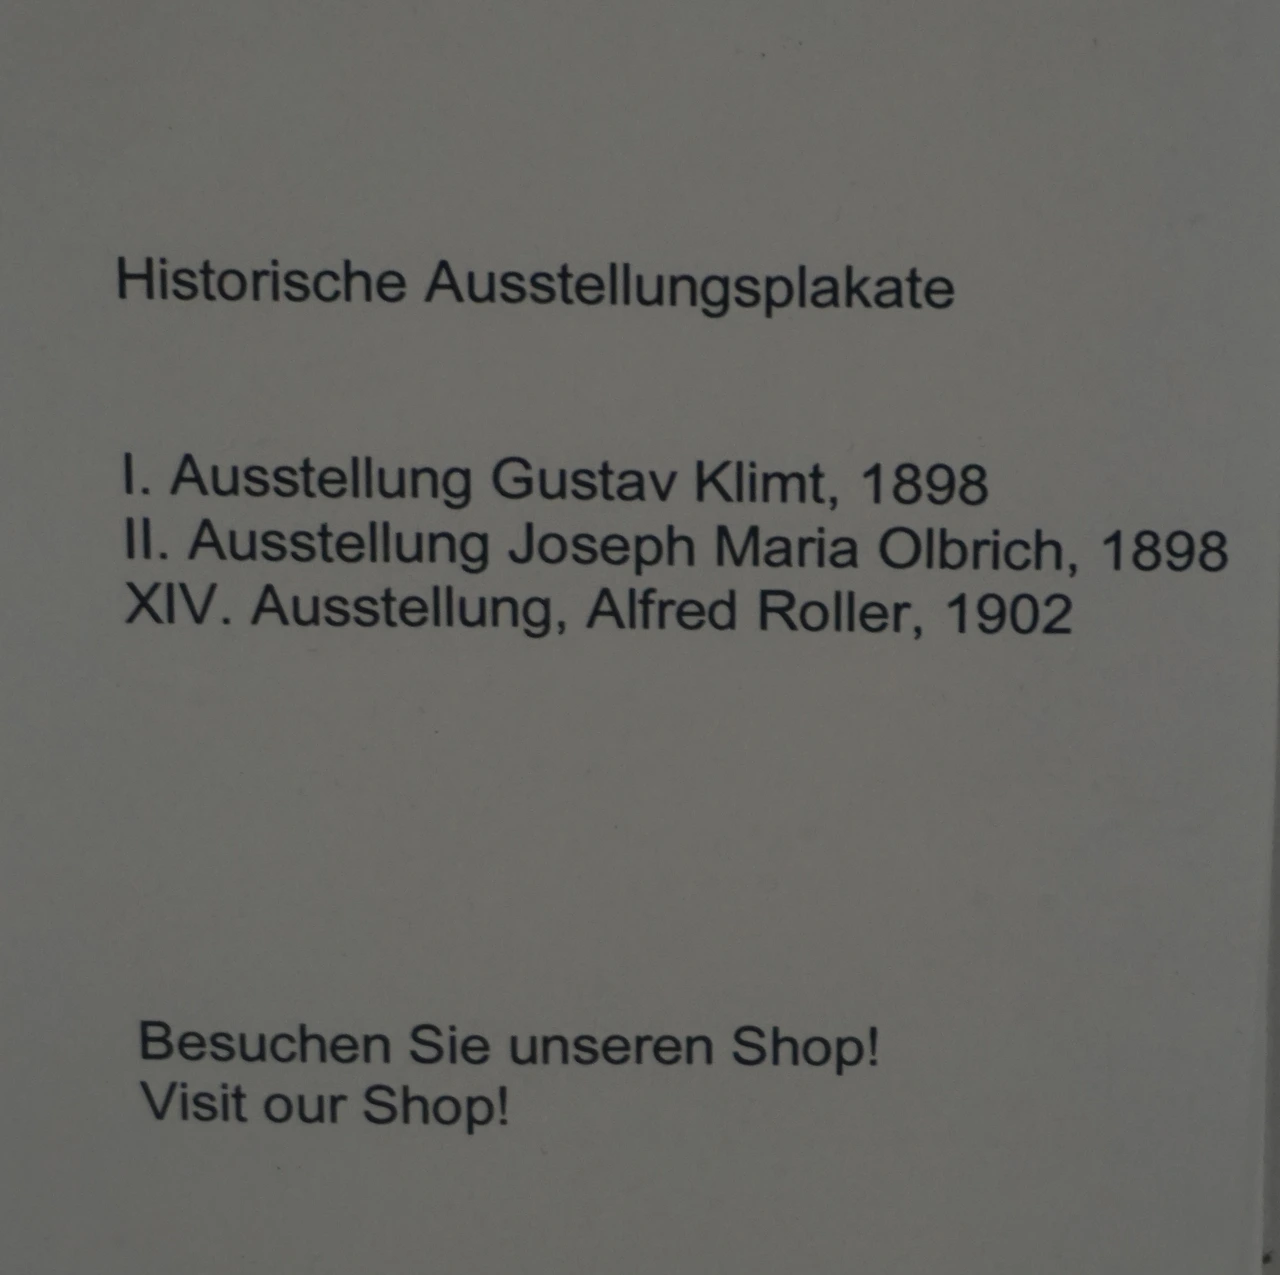 Historische Ausstellungsplakate
I. Ausstellung Gustav Klimt, 1898
II. Ausstellung Joseph Maria Olbrich, 1898
XIV. Ausstellung, Alfred Roller, 1902
Besuchen Sie unseren Shop!
Visit our Shop!